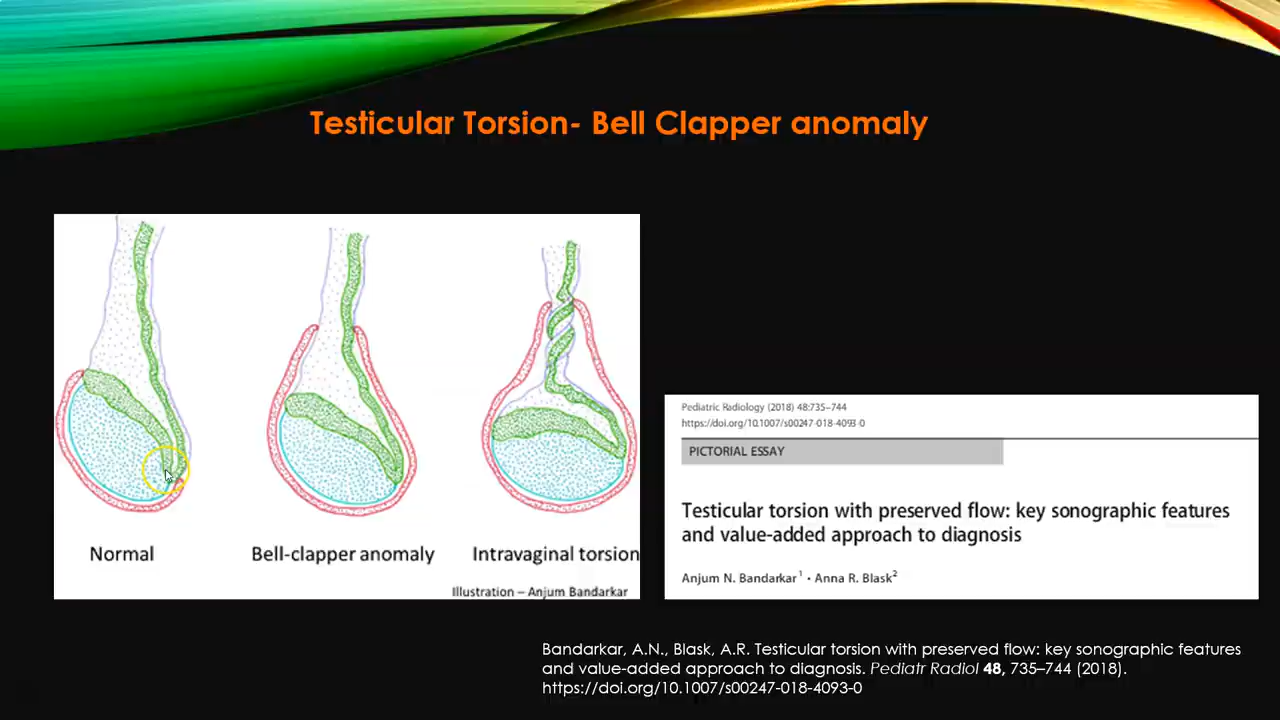 Testicular Torsion- Bell Clapper anomaly
Normal
Bell-clapper anomaly
Intravaginal torsion
Illustration – Anjum Bandarkar
Pediatric Radiology (2018) 48:735–744
https://doi.org/10.1007/s00247-018-4093-0
PICTORIAL ESSAY
Testicular torsion with preserved flow: key sonographic features
and value-added approach to diagnosis
Anjum N. Bandarkar¹ · Anna R. Blask²
Bandarkar, A.N., Blask, A.R. Testicular torsion with preserved flow: key sonographic features
and value-added approach to diagnosis. Pediatr Radiol 48, 735–744 (2018).
https://doi.org/10.1007/s00247-018-4093-0